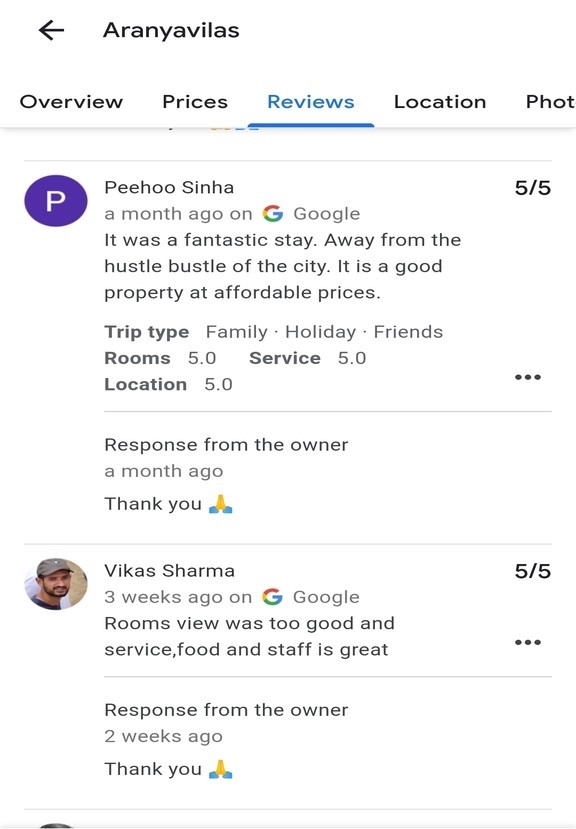 Aranyavilas
Overview Prices Reviews Location Phot
P
Peehoo Sinha 5/5
a month ago on Google
It was a fantastic stay. Away from the
hustle bustle of the city. It is a good
property at affordable prices.
Trip type Family · Holiday · Friends
Rooms 5.0 Service 5.0
Location 5.0
Response from the owner
a month ago
Thank you 🙏
Vikas Sharma 5/5
3 weeks ago on Google
Rooms view was too good and
service,food and staff is great
Response from the owner
2 weeks ago
Thank you 🙏